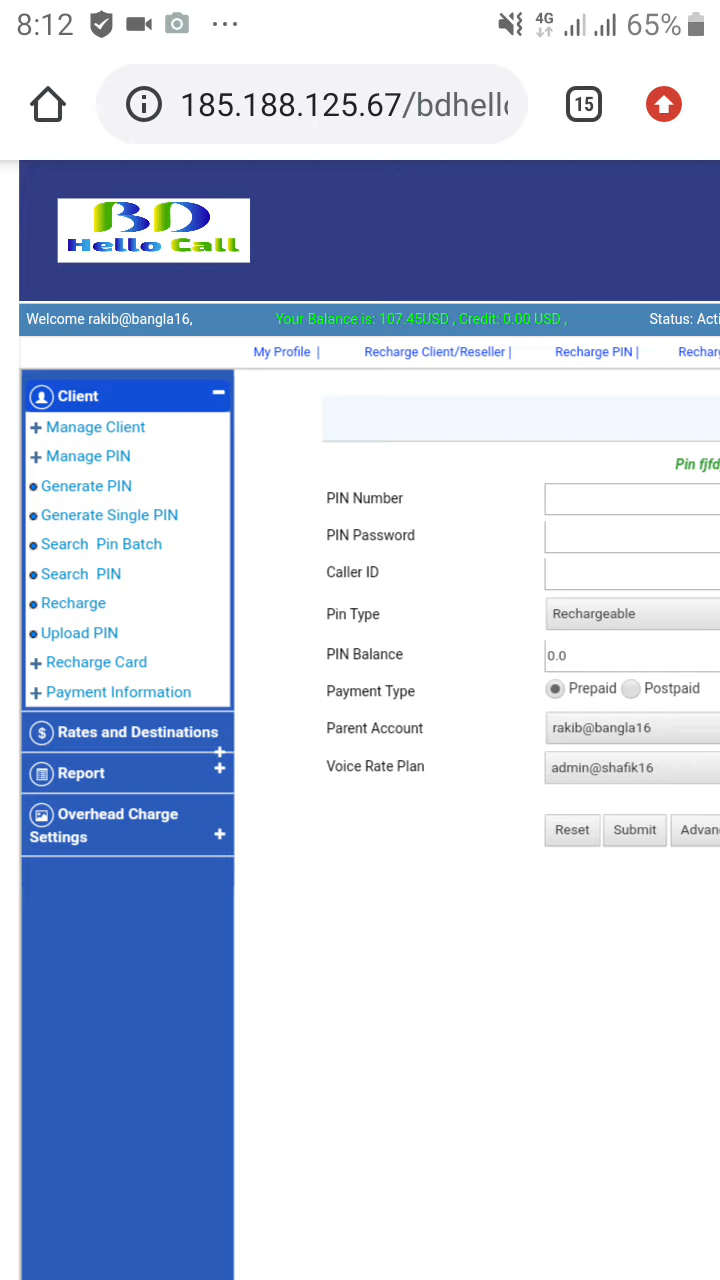 8:12 4G 65%
185.188.125.67/bdhell
15
BD
Hello Call
Welcome rakib@bangla16, Your Balance is: 107.45USD , Credit: 0.00 USD , Status: Acti
My Profile | Recharge Client/Reseller | Recharge PIN | Rechar
Client
Manage Client
Manage PIN
Generate PIN
Generate Single PIN
Search Pin Batch
Search PIN
Recharge
Upload PIN
Recharge Card
Payment Information
Rates and Destinations
Report
Overhead Charge
Settings
Pin fjfd
PIN Number
PIN Password
Caller ID
Pin Type Rechargeable
PIN Balance 0.0
Payment Type Prepaid Postpaid
Parent Account rakib@bangla16
Voice Rate Plan admin@shafik16
Reset Submit Advan